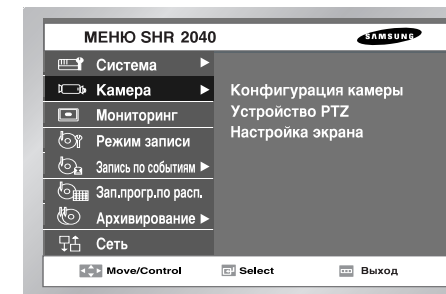 МЕНЮ SHR 2040
SAMSUNG
Система
Камера
Мониторинг
Режим записи
Запись по событиям
Зап.прогр.по расп.
Архивирование
Сеть
Конфигурация камеры
Устройство PTZ
Настройка экрана
Move/Control
Select
Выход